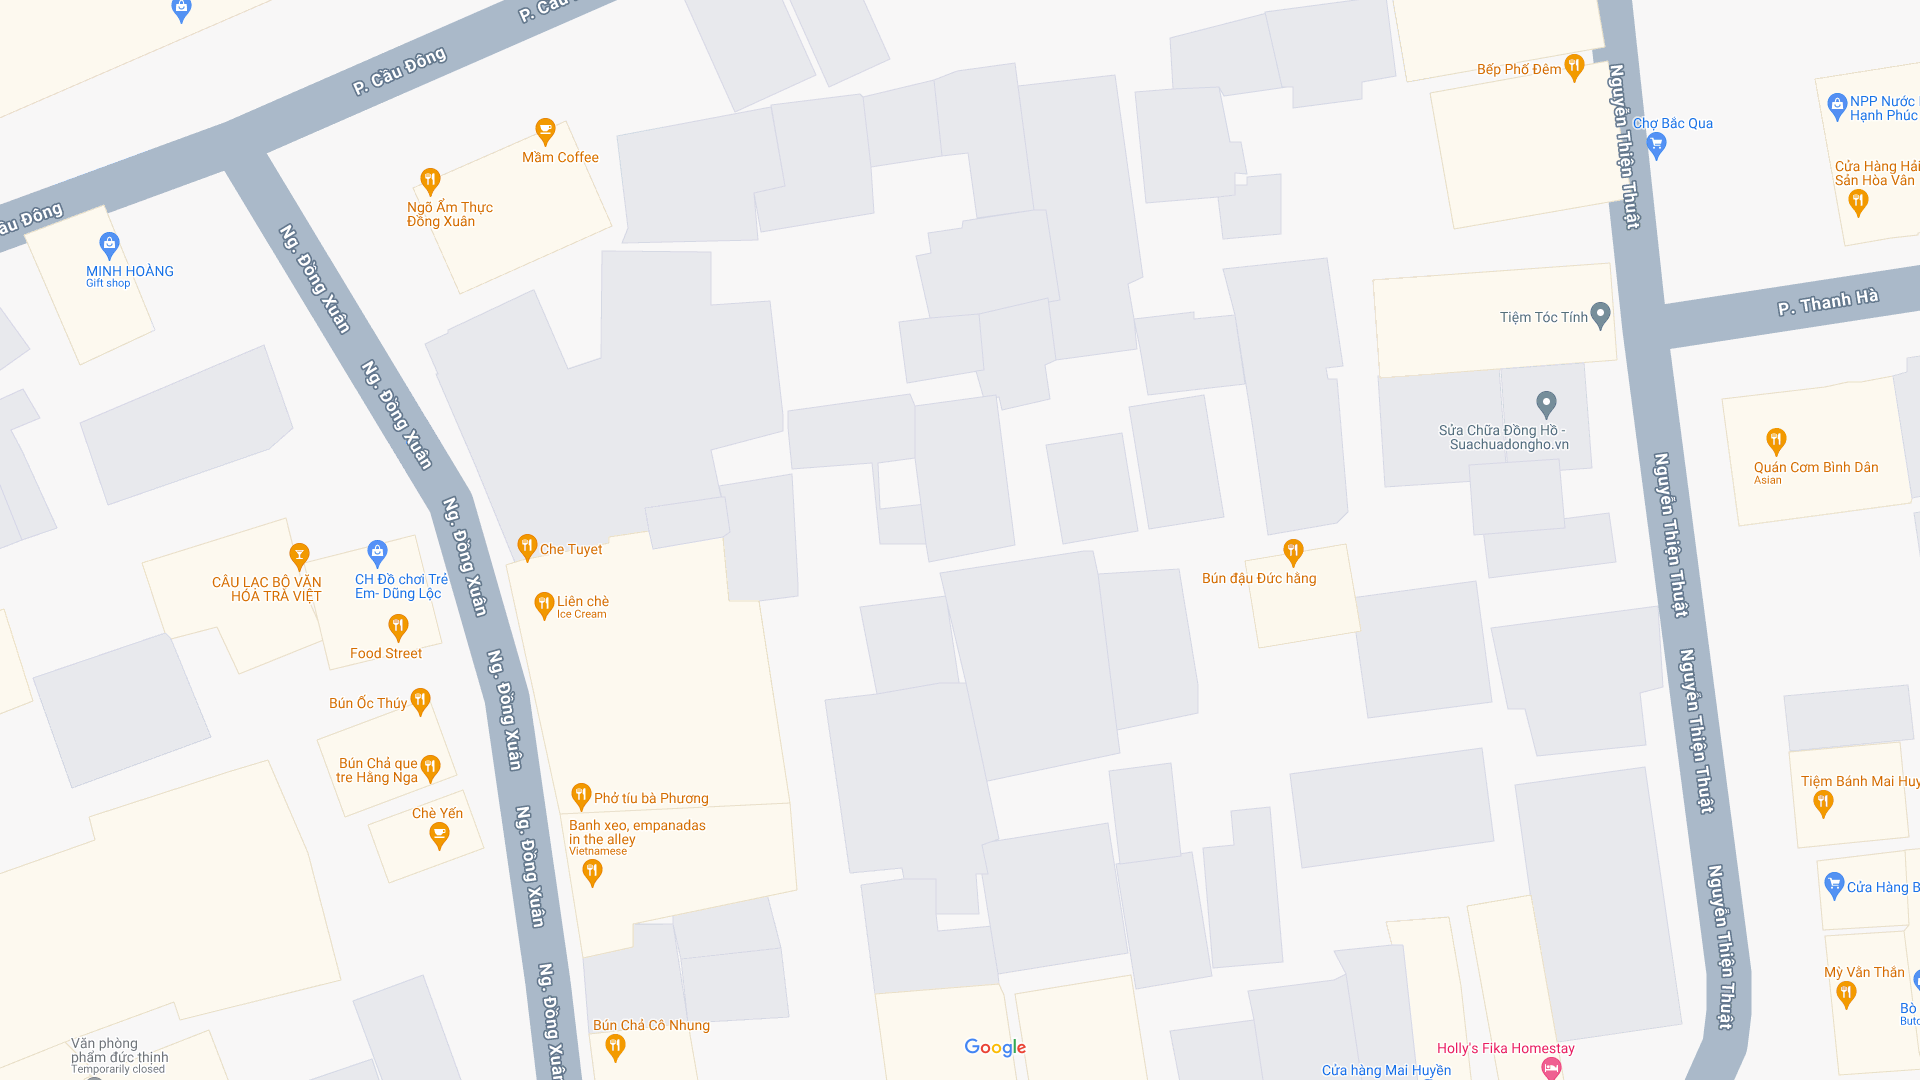 P. Cầu Đông
P. Cầu Đông
Bếp Phố Đêm
Nguyễn Thiện Thuật
NPP Nước
Hạnh Phúc
Chợ Bắc Qua
Mầm Coffee
Cửa Hàng Hải
Sản Hòa Vân
Ngõ Ẩm Thực
Đồng Xuân
Cầu Đông
Ng. Đồng Xuân
MINH HOÀNG
Gift shop
P. Thanh Hà
Tiệm Tóc Tính
Ng. Đồng Xuân
Sửa Chữa Đồng Hồ -
Suachuadongho.vn
Quán Cơm Bình Dân
Asian
Nguyễn Thiện Thuật
Ng. Đồng Xuân
Che Tuyet
CÂU LẠC BỘ VĂN
HÓA TRÀ VIỆT
CH Đồ chơi Trẻ
Em- Dũng Lộc
Bún đậu Đức hằng
Liên chè
Ice Cream
Food Street
Ng. Đồng Xuân
Nguyễn Thiện Thuật
Bún Ốc Thúy
Bún Chả que
tre Hằng Nga
Tiệm Bánh Mai Huy
Phở tíu bà Phương
Chè Yến
Banh xeo, empanadas
in the alley
Vietnamese
Ng. Đồng Xuân
Nguyễn Thiện Thuật
Cửa Hàng B
Mỳ Vằn Thắn
Ng. Đồng Xuân
Bò
Butc
Bún Chả Cô Nhung
Văn phòng
phẩm đức thịnh
Temporarily closed
Google
Holly's Fika Homestay
Cửa hàng Mai Huyền